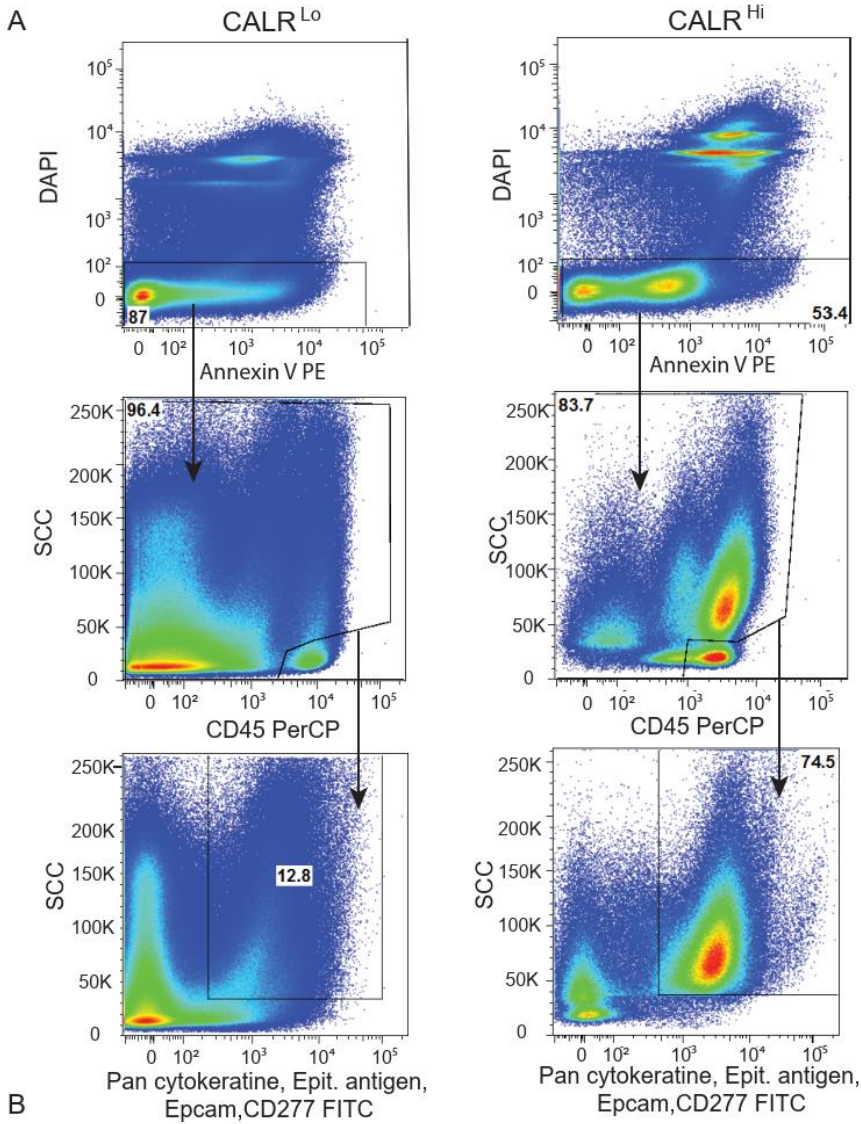 A
CALR Lo
CALR Hi
10⁵
10⁴
10³
10²
0
DAPI
87
0 10² 10³ 10⁴ 10⁵
Annexin V PE
10⁵
10⁴
10³
10²
0
DAPI
53.4
0 10² 10³ 10⁴ 10⁵
Annexin V PE
250K
200K
150K
100K
50K
0
SCC
96.4
0 10² 10³ 10⁴ 10⁵
CD45 PerCP
250K
200K
150K
100K
50K
0
SCC
83.7
0 10² 10³ 10⁴ 10⁵
CD45 PerCP
250K
200K
150K
100K
50K
0
SCC
12.8
0 10² 10³ 10⁴ 10⁵
Pan cytokeratine, Epit. antigen,
Epcam,CD277 FITC
250K
200K
150K
100K
50K
0
SCC
74.5
0 10² 10³ 10⁴ 10⁵
Pan cytokeratine, Epit. antigen,
Epcam,CD277 FITC
B